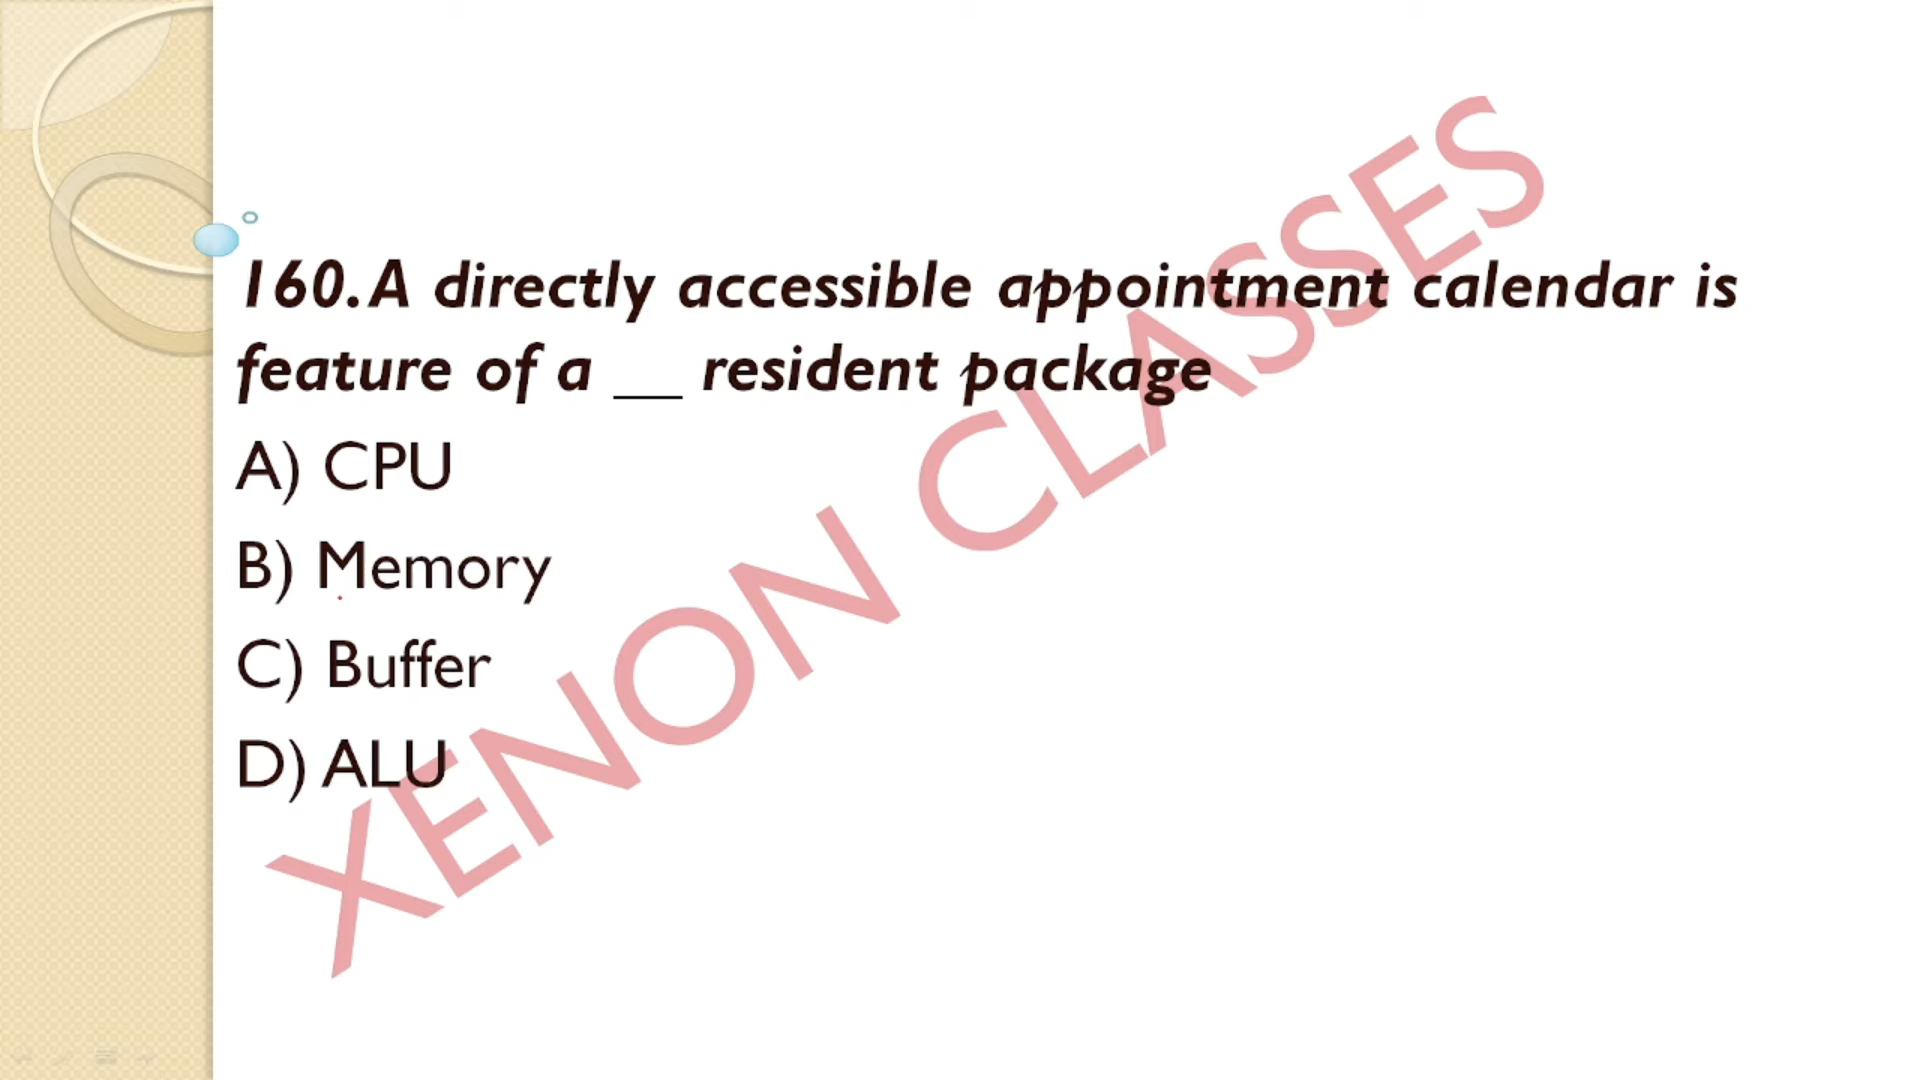 160. A directly accessible appointment calendar is
feature of a __ resident package
A) CPU
B) Memory
C) Buffer
D) ALU
XENON CLASSES